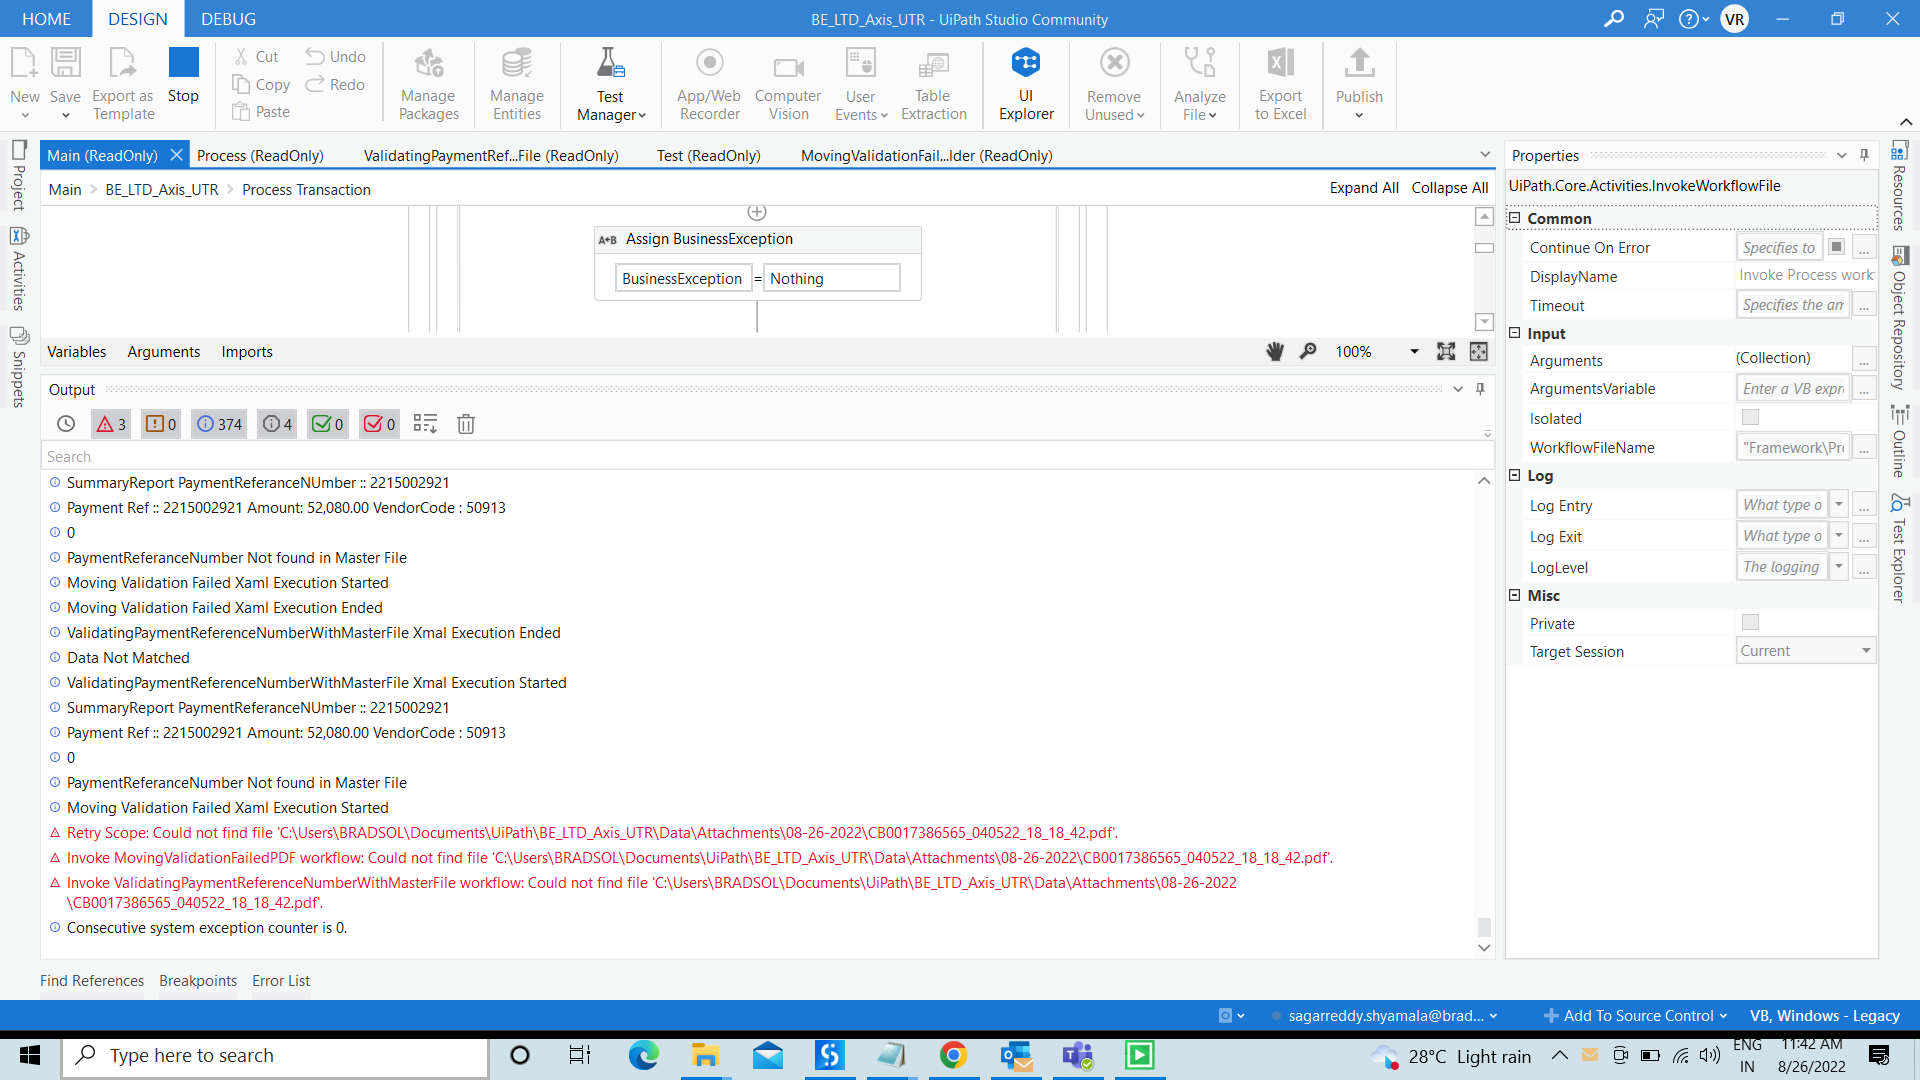 HOME
DESIGN
DEBUG
BE_LTD_Axis_UTR - UiPath Studio Community
VR
New
Save
Export as Template
Stop
Cut
Copy
Paste
Undo
Redo
Manage Packages
Manage Entities
Test Manager
App/Web Recorder
Computer Vision
User Events
Table Extraction
UI Explorer
Remove Unused
Analyze File
Export to Excel
Publish
Project
Activities
Snippets
Main (ReadOnly)
Process (ReadOnly)
ValidatingPaymentRef...File (ReadOnly)
Test (ReadOnly)
MovingValidationFail...lder (ReadOnly)
Main > BE_LTD_Axis_UTR > Process Transaction
Expand All
Collapse All
A+B Assign BusinessException
BusinessException = Nothing
Variables
Arguments
Imports
100%
Output
3
0
374
4
0
0
Search
SummaryReport PaymentReferanceNUmber :: 2215002921
Payment Ref :: 2215002921 Amount: 52,080.00 VendorCode : 50913
0
PaymentReferanceNumber Not found in Master File
Moving Validation Failed Xaml Execution Started
Moving Validation Failed Xaml Execution Ended
ValidatingPaymentReferenceNumberWithMasterFile Xmal Execution Ended
Data Not Matched
ValidatingPaymentReferenceNumberWithMasterFile Xmal Execution Started
SummaryReport PaymentReferanceNUmber :: 2215002921
Payment Ref :: 2215002921 Amount: 52,080.00 VendorCode : 50913
0
PaymentReferanceNumber Not found in Master File
Moving Validation Failed Xaml Execution Started
Retry Scope: Could not find file 'C:\Users\BRADSOL\Documents\UiPath\BE_LTD_Axis_UTR\Data\Attachments\08-26-2022\CB0017386565_040522_18_18_42.pdf'.
Invoke MovingValidationFailedPDF workflow: Could not find file 'C:\Users\BRADSOL\Documents\UiPath\BE_LTD_Axis_UTR\Data\Attachments\08-26-2022\CB0017386565_040522_18_18_42.pdf'.
Invoke ValidatingPaymentReferenceNumberWithMasterFile workflow: Could not find file 'C:\Users\BRADSOL\Documents\UiPath\BE_LTD_Axis_UTR\Data\Attachments\08-26-2022
\CB0017386565_040522_18_18_42.pdf'.
Consecutive system exception counter is 0.
Find References
Breakpoints
Error List
Properties
UiPath.Core.Activities.InvokeWorkflowFile
Common
Continue On Error Specifies to ...
DisplayName Invoke Process work
Timeout Specifies the am ...
Input
Arguments (Collection) ...
ArgumentsVariable Enter a VB expr ...
Isolated
WorkflowFileName "Framework\Pro ...
Log
Log Entry What type o ...
Log Exit What type o ...
LogLevel The logging ...
Misc
Private
Target Session Current
Resources
Object Repository
Outline
Test Explorer
sagarreddy.shyamala@brad...
Add To Source Control
VB, Windows - Legacy
Type here to search
28°C Light rain
ENG
IN
11:42 AM
8/26/2022